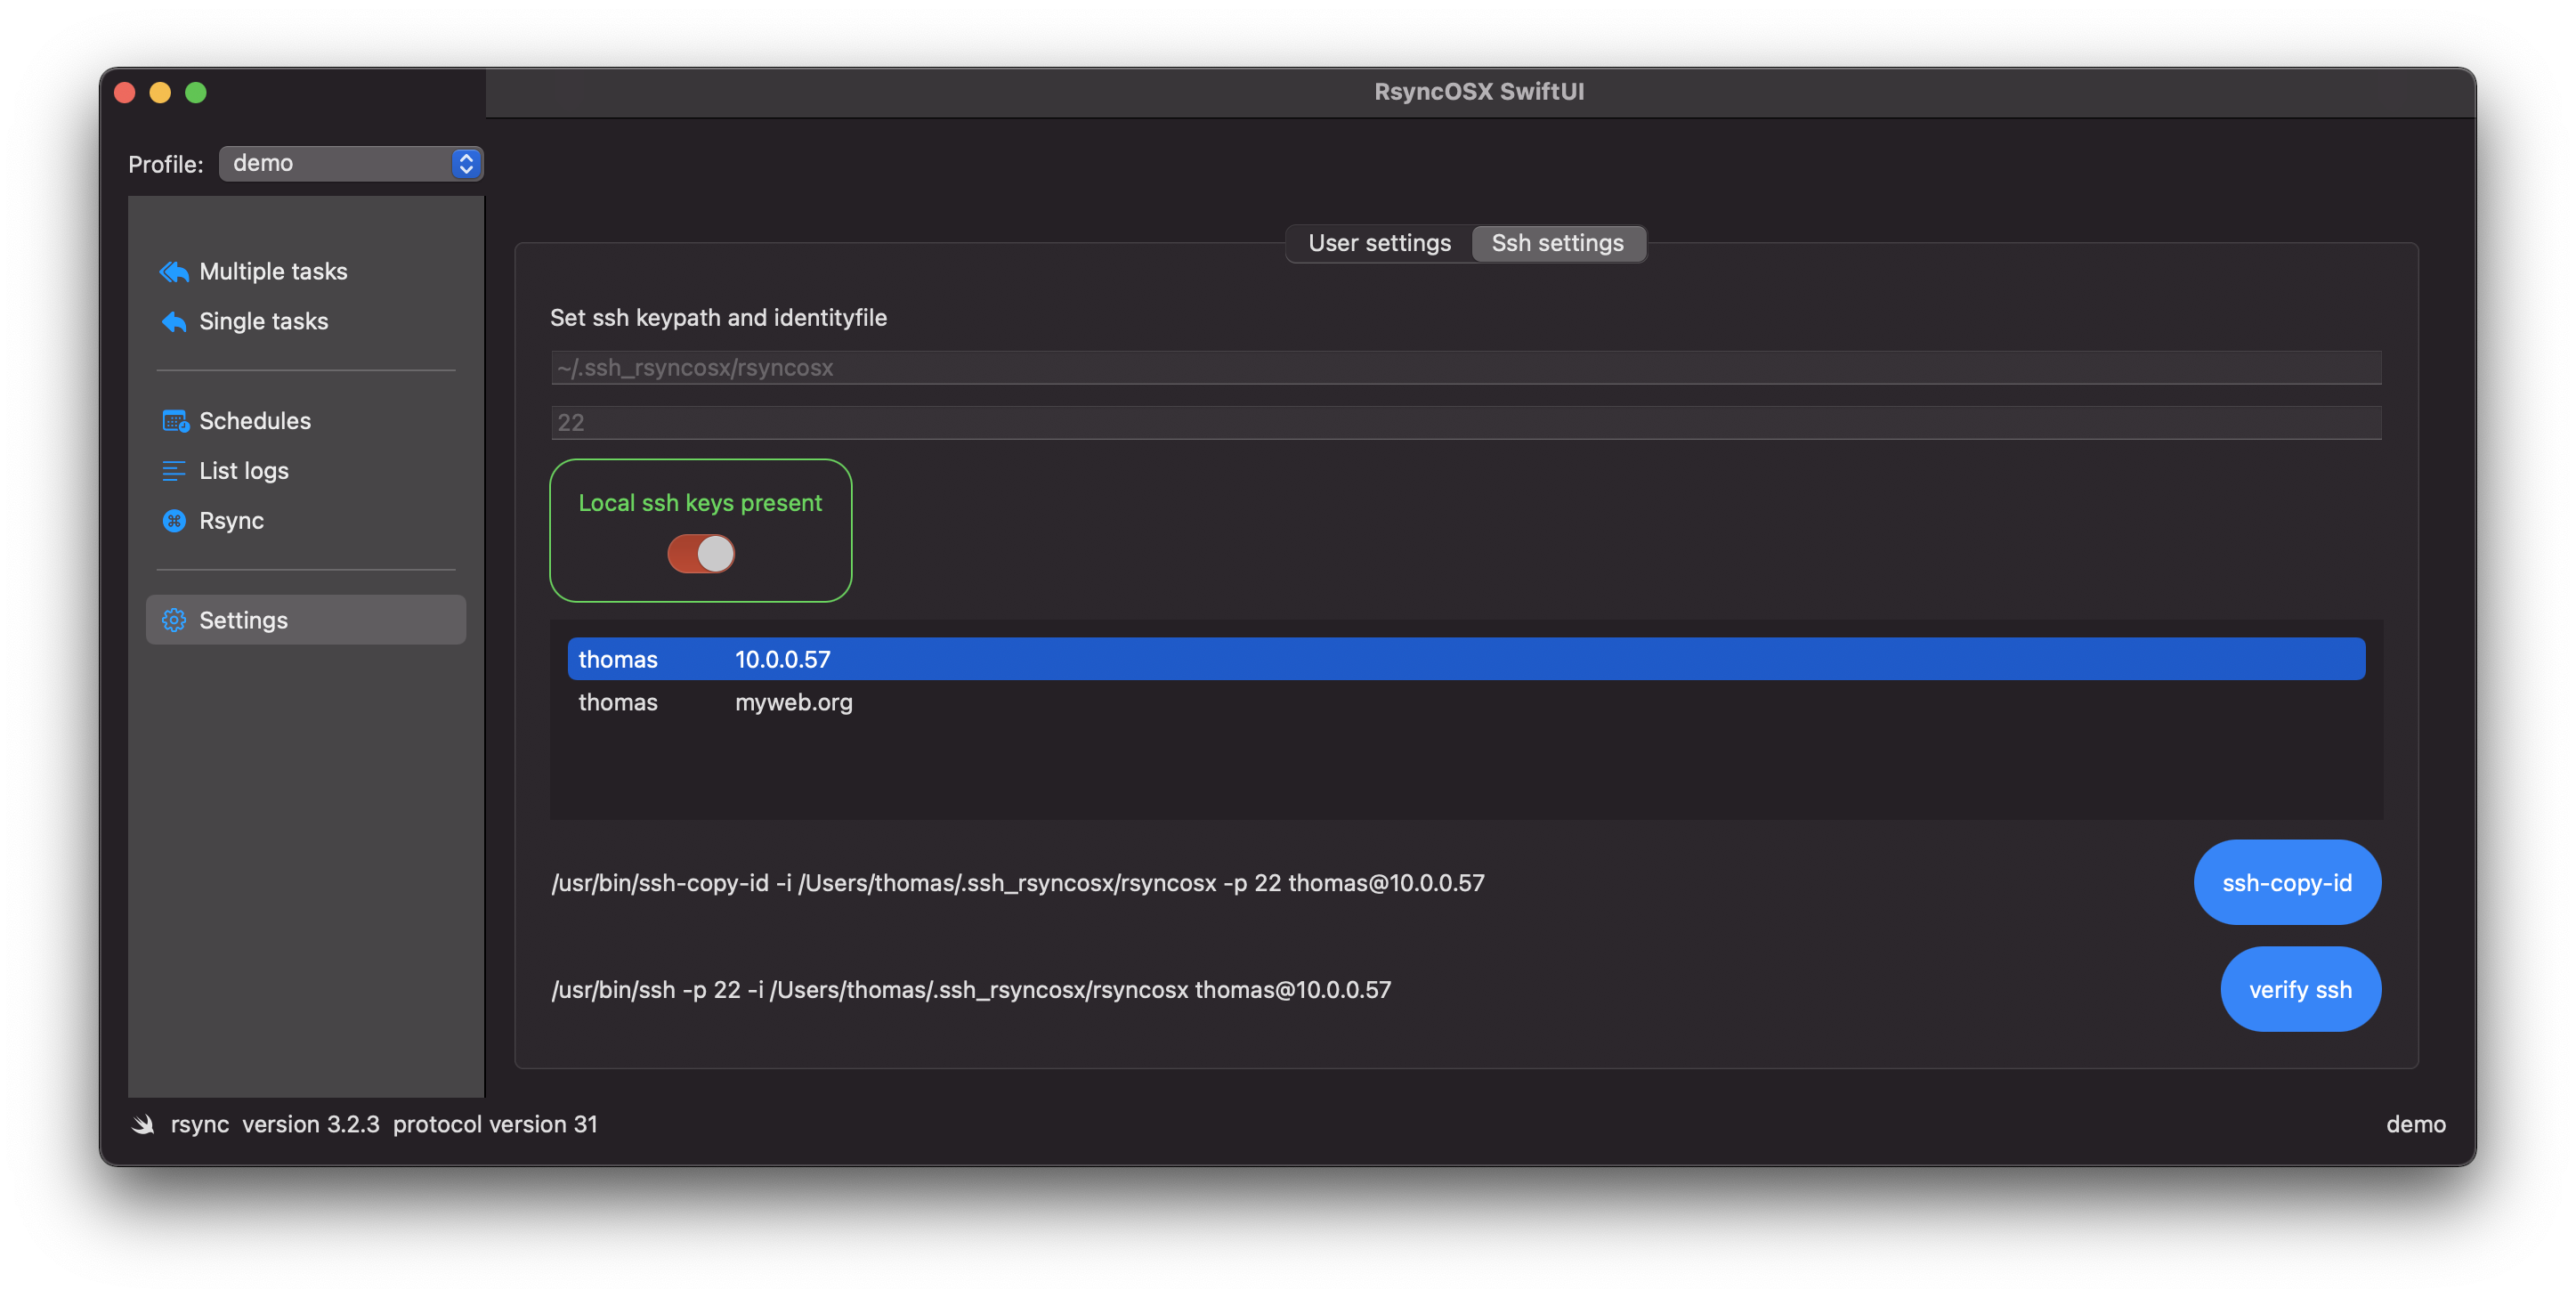 RsyncOSX SwiftUI
Profile: demo
Multiple tasks
Single tasks
Schedules
List logs
Rsync
Settings
User settings Ssh settings
Set ssh keypath and identityfile
~/.ssh_rsyncosx/rsyncosx
22
Local ssh keys present
thomas 10.0.0.57
thomas myweb.org
/usr/bin/ssh-copy-id -i /Users/thomas/.ssh_rsyncosx/rsyncosx -p 22 thomas@10.0.0.57
ssh-copy-id
/usr/bin/ssh -p 22 -i /Users/thomas/.ssh_rsyncosx/rsyncosx thomas@10.0.0.57
verify ssh
rsync version 3.2.3 protocol version 31
demo